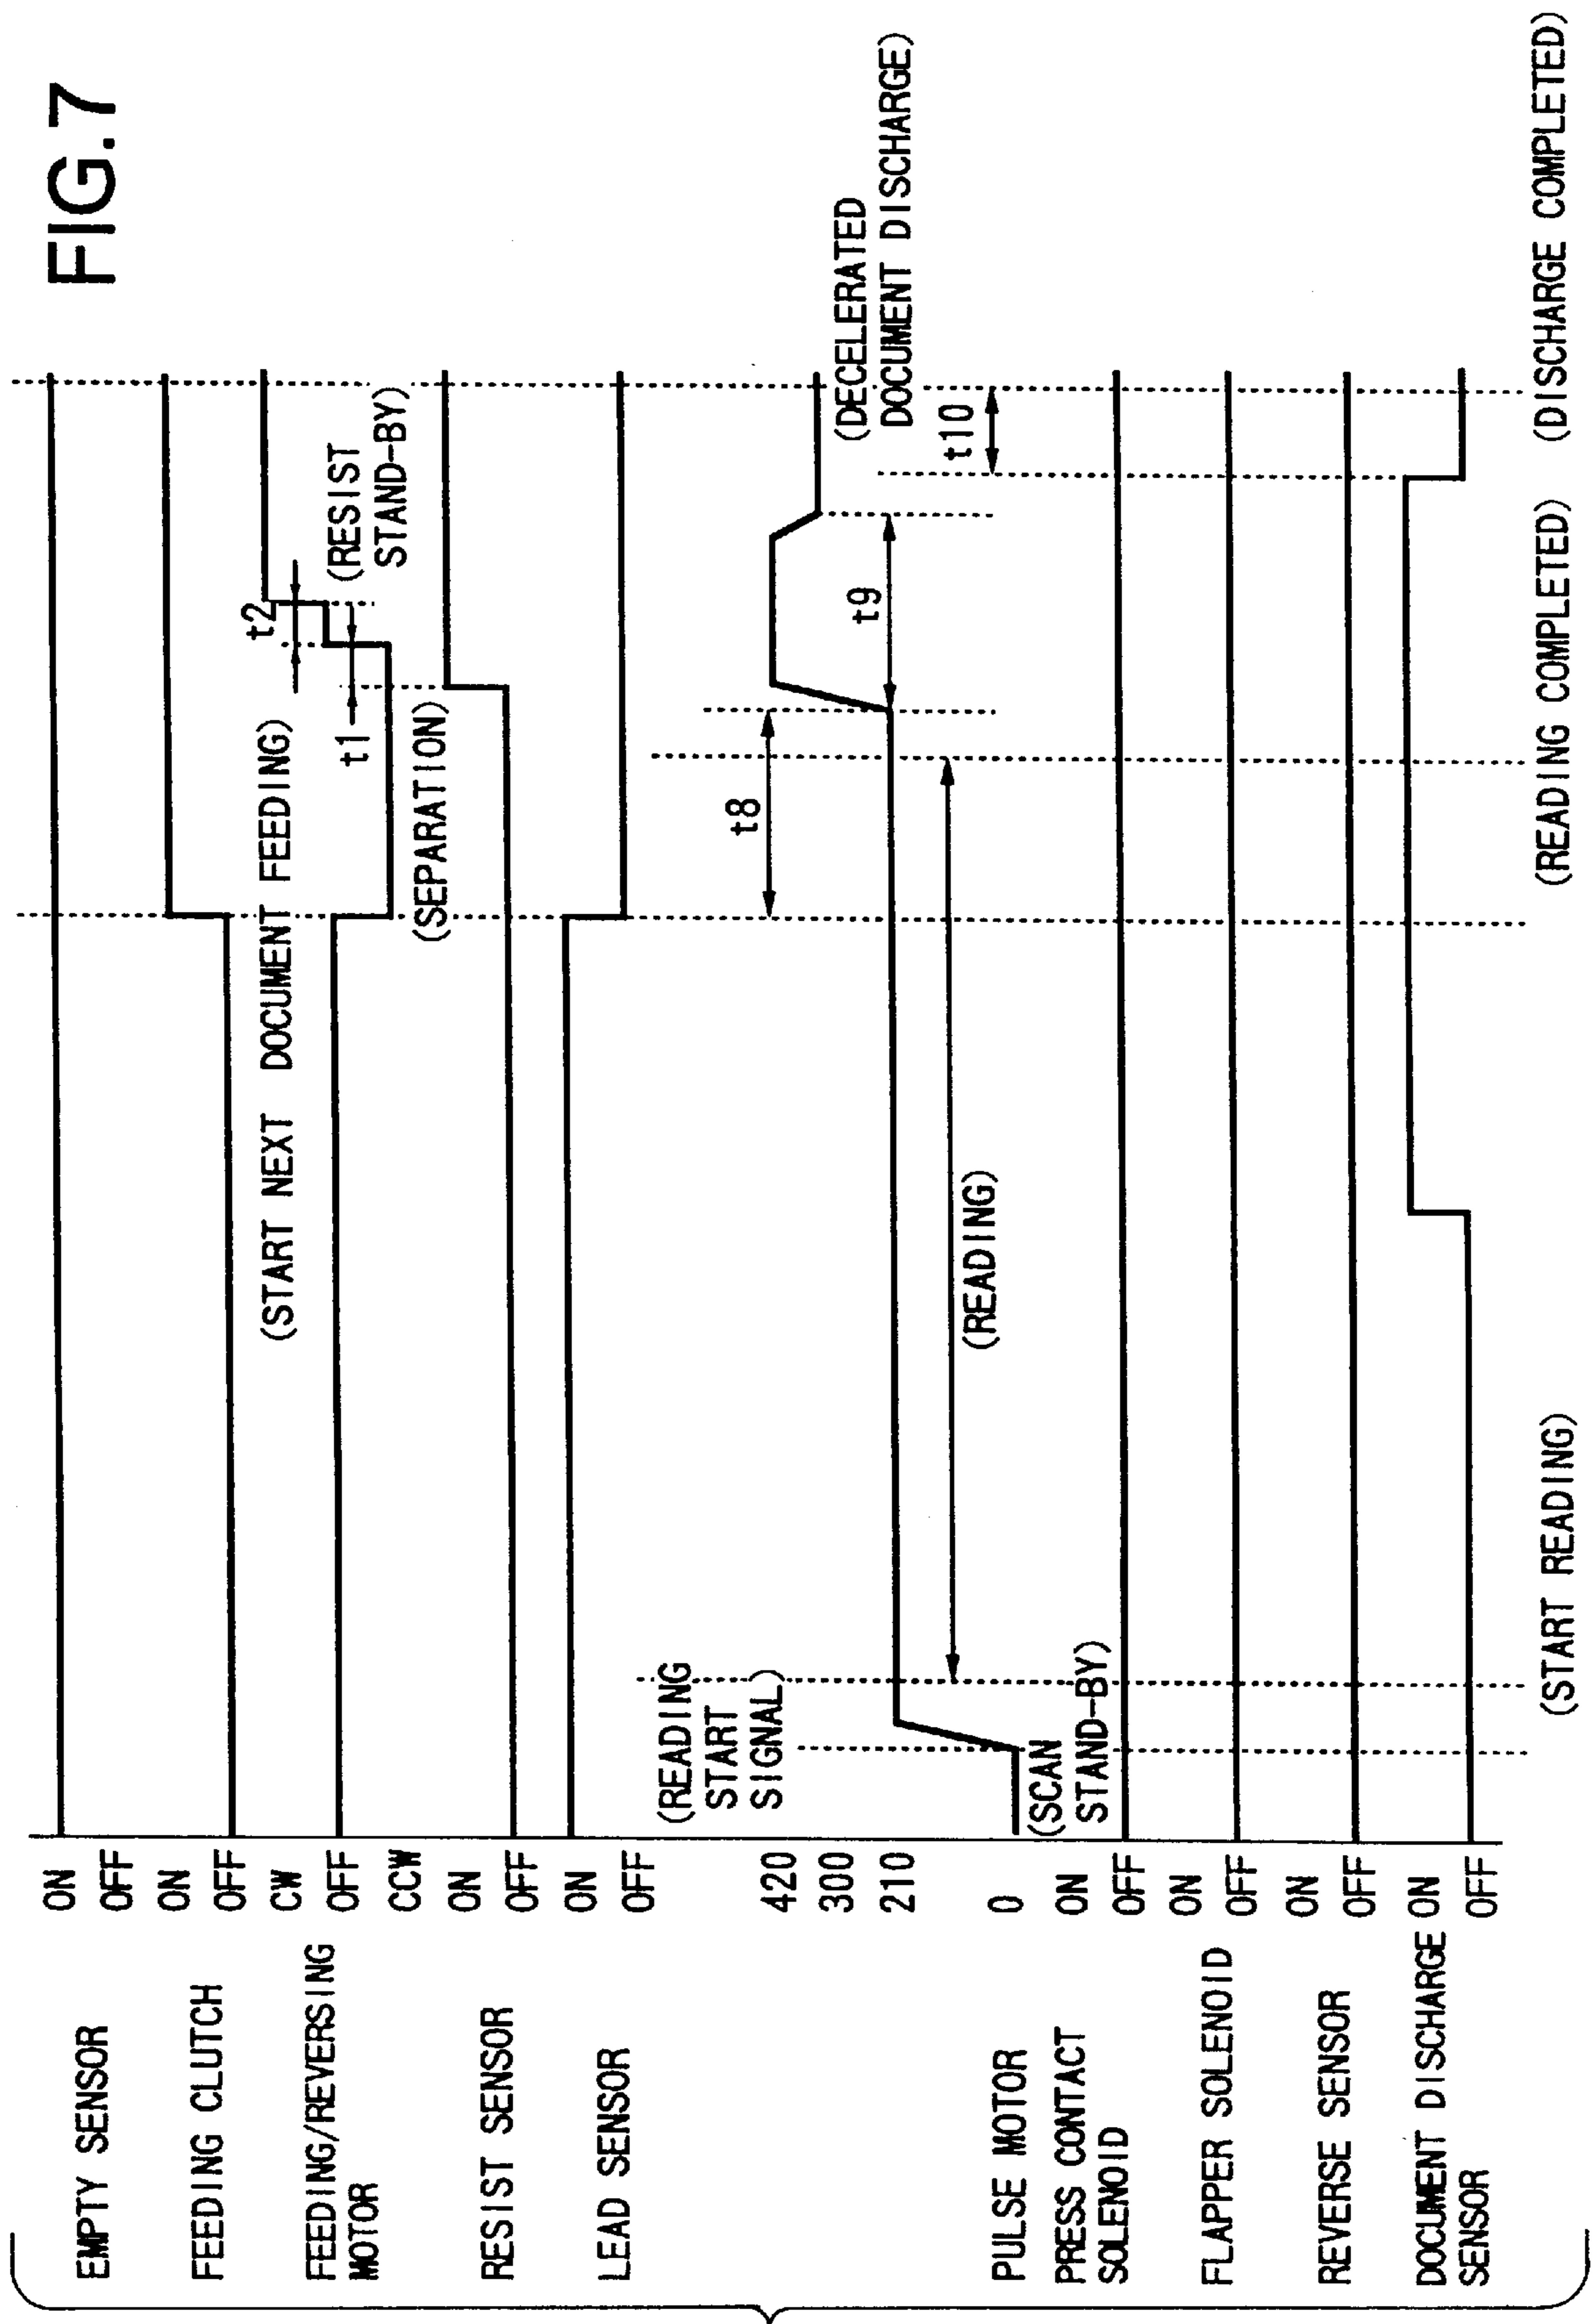 FIG.7
EMPTY SENSOR
ON
OFF
FEEDING CLUTCH
ON
OFF
(START NEXT DOCUMENT FEEDING)
FEEDING/REVERSING
MOTOR
CW
OFF
CCW
t2
t1
(RESIST
STAND-BY)
(SEPARATION)
RESIST SENSOR
ON
OFF
LEAD SENSOR
ON
OFF
(READING
START
SIGNAL)
t8
t9
(DECELERATED
DOCUMENT DISCHARGE)
PULSE MOTOR
420
300
210
0
(READING)
t10
(SCAN
STAND-BY)
PRESS CONTACT
SOLENOID
ON
OFF
FLAPPER SOLENOID
ON
OFF
REVERSE SENSOR
ON
OFF
DOCUMENT DISCHARGE
SENSOR
ON
OFF
(START READING)
(READING COMPLETED)
(DISCHARGE COMPLETED)